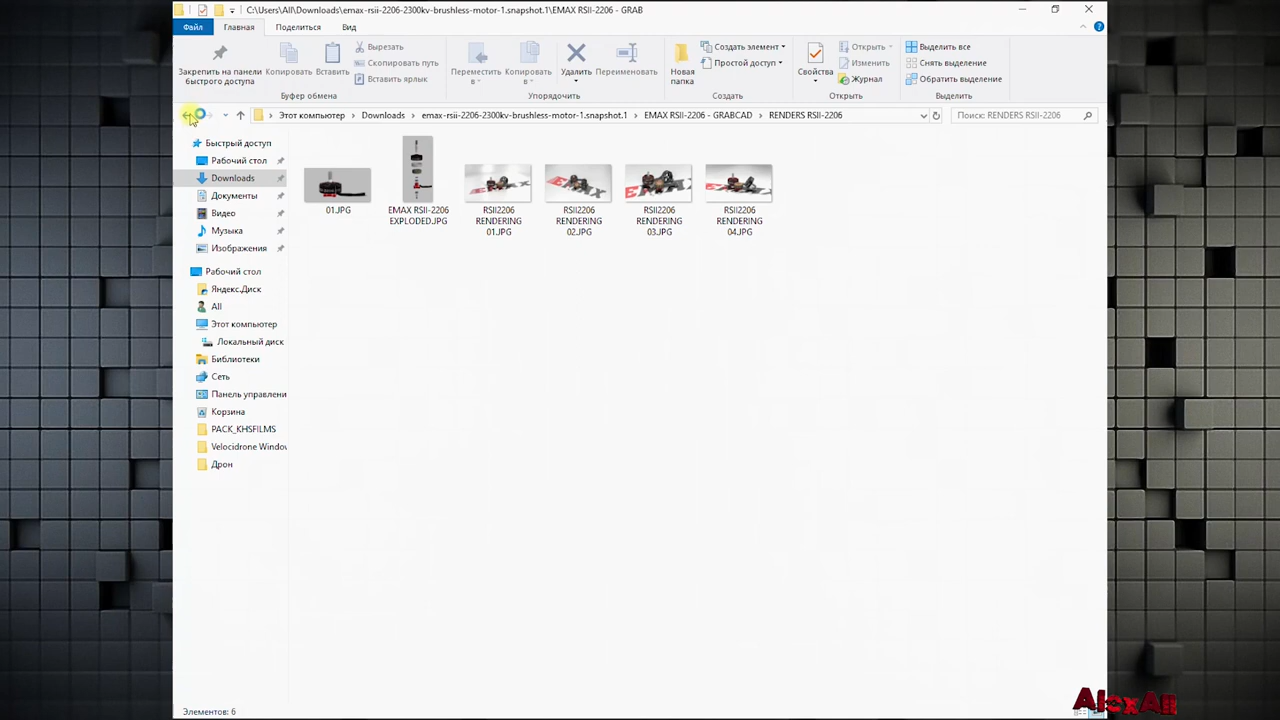 C:\Users\All\Downloads\emax-rsii-2206-2300kv-brushless-motor-1.snapshot.1\EMAX RSII-2206 - GRAB
Файл
Главная
Поделиться
Вид
Закрепить на панели
быстрого доступа
Копировать
Вставить
Вырезать
Скопировать путь
Вставить ярлык
Буфер обмена
Переместить
в
Копировать
в
Удалить
Переименовать
Упорядочить
Новая
папка
Создать элемент
Простой доступ
Создать
Свойства
Открыть
Изменить
Журнал
Открыть
Выделить все
Снять выделение
Обратить выделение
Выделить
Этот компьютер
Downloads
emax-rsii-2206-2300kv-brushless-motor-1.snapshot.1
EMAX RSII-2206 - GRABCAD
RENDERS RSII-2206
Поиск: RENDERS RSII-2206
Быстрый доступ
Рабочий стол
Downloads
Документы
Видео
Музыка
Изображения
Рабочий стол
Яндекс.Диск
All
Этот компьютер
Локальный диск
Библиотеки
Сеть
Панель управлени
Корзина
PACK_KHSFILMS
Velocidrone Window
Дрон
01.JPG
EMAX RSII-2206
EXPLODED.JPG
RSII2206
RENDERING
01.JPG
RSII2206
RENDERING
02.JPG
RSII2206
RENDERING
03.JPG
RSII2206
RENDERING
04.JPG
Элементов: 6
AloxAll